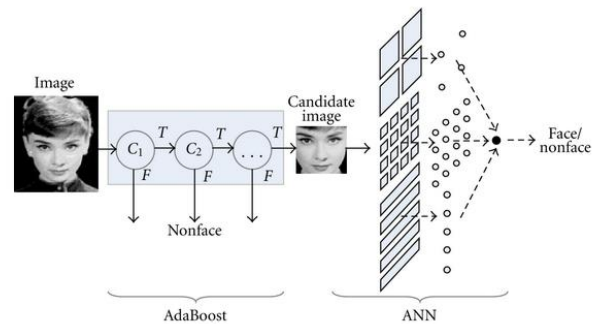 Image
Candidate
image
C1
T
C2
T
...
T
F
F
F
Nonface
Face/
nonface
AdaBoost
ANN